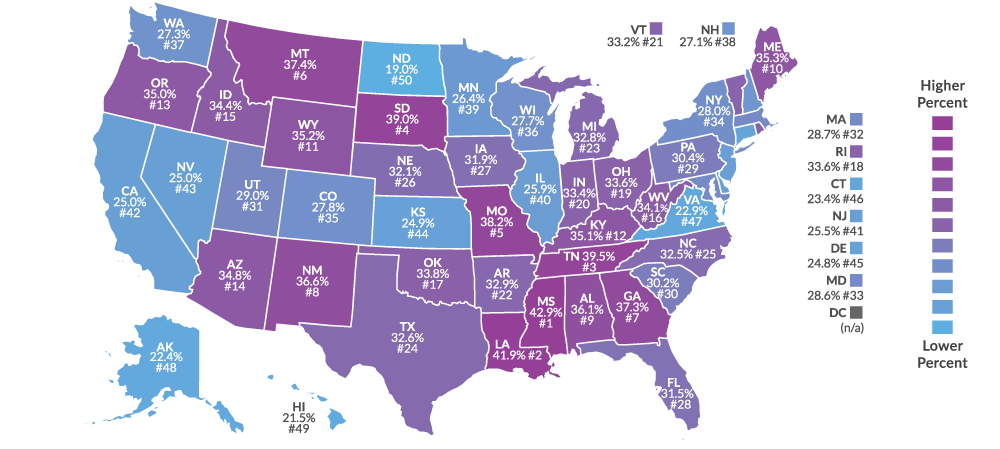 WA
27.3%
#37
OR
35.0%
#13
CA
25.0%
#42
NV
25.0%
#43
ID
34.4%
#15
MT
37.4%
#6
WY
35.2%
#11
UT
29.0%
#31
AZ
34.8%
#14
CO
27.8%
#35
NM
36.6%
#8
ND
19.0%
#50
SD
39.0%
#4
NE
32.1%
#26
KS
24.9%
#44
OK
33.8%
#17
TX
32.6%
#24
MN
26.4%
#39
IA
31.9%
#27
MO
38.2%
#5
AR
32.9%
#22
LA
41.9% #2
WI
27.7%
#36
IL
25.9%
#40
MI
32.8%
#23
IN
33.4%
#20
OH
33.6%
#19
KY
35.1% #12
TN 39.5%
#3
MS
42.9%
#1
AL
36.1%
#9
GA
37.3%
#7
FL
31.5%
#28
SC
30.2%
#30
NC
32.5% #25
VA
22.9%
#47
WV
34.1%
#16
PA
30.4%
#29
NY
28.0%
#34
ME
35.3%
#10
VT
33.2% #21
NH
27.1% #38
MA
28.7% #32
RI
33.6% #18
CT
23.4% #46
NJ
25.5% #41
DE
24.8% #45
MD
28.6% #33
DC
(n/a)
AK
22.4%
#48
HI
21.5%
#49
Higher
Percent
Lower
Percent